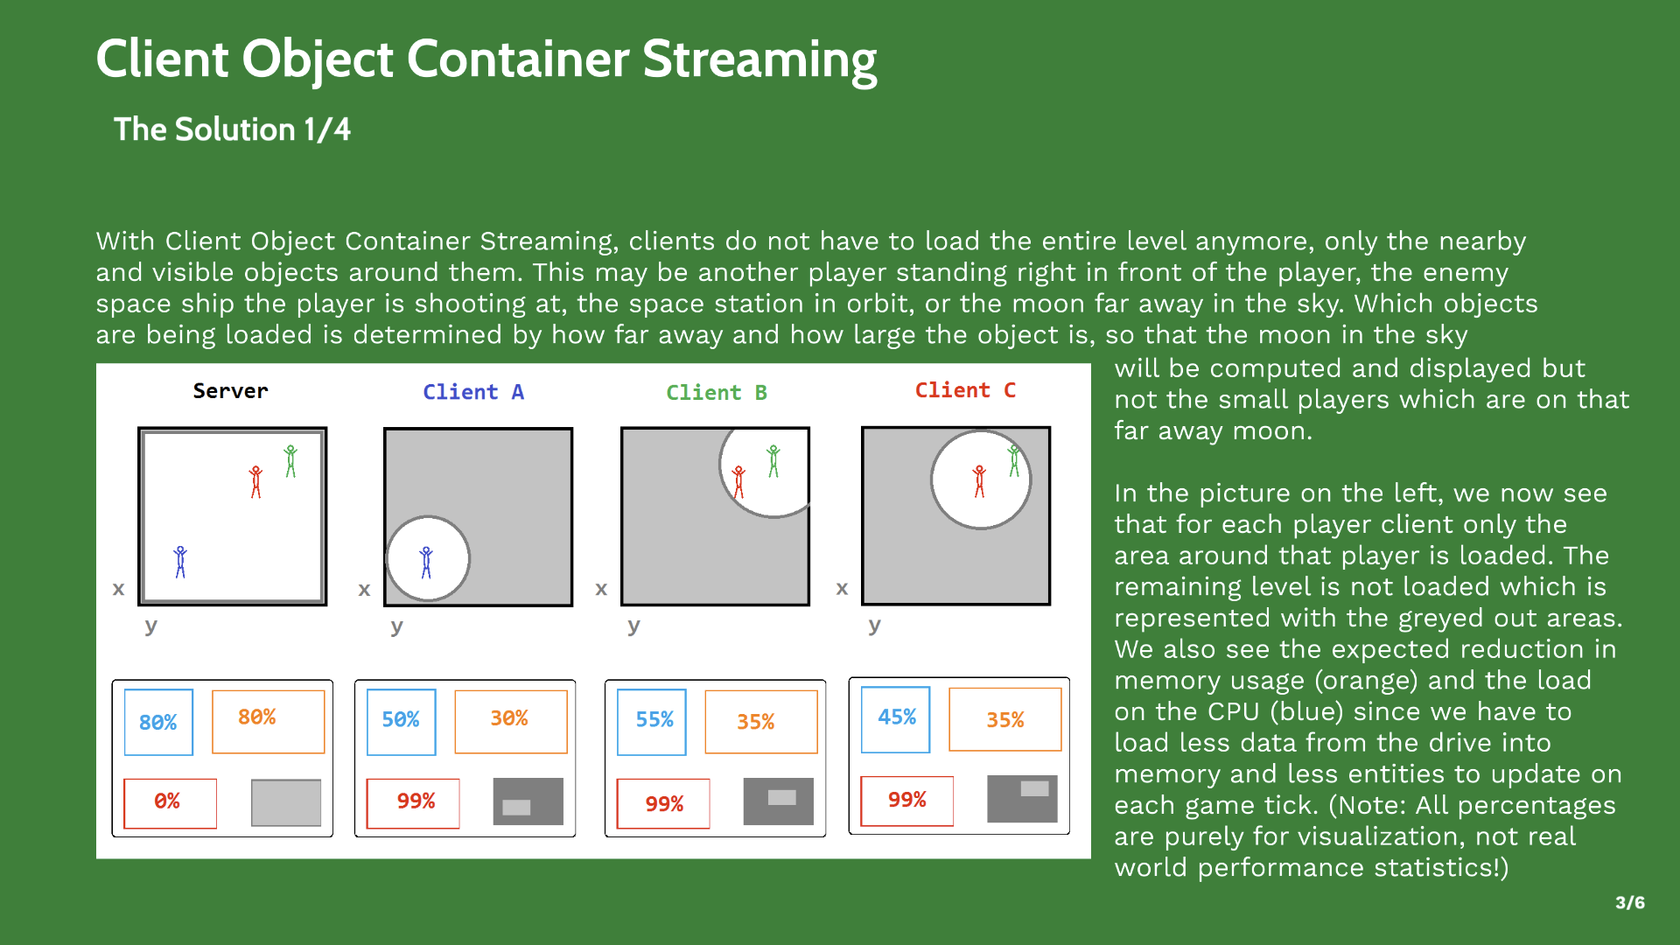 Client Object Container Streaming
The Solution 1/4
With Client Object Container Streaming, clients do not have to load the entire level anymore, only the nearby
and visible objects around them. This may be another player standing right in front of the player, the enemy
space ship the player is shooting at, the space station in orbit, or the moon far away in the sky. Which objects
are being loaded is determined by how far away and how large the object is, so that the moon in the sky
will be computed and displayed but
not the small players which are on that
far away moon.
In the picture on the left, we now see
that for each player client only the
area around that player is loaded. The
remaining level is not loaded which is
represented with the greyed out areas.
We also see the expected reduction in
memory usage (orange) and the load
on the CPU (blue) since we have to
load less data from the drive into
memory and less entities to update on
each game tick. (Note: All percentages
are purely for visualization, not real
world performance statistics!)
Server
Client A
Client B
Client C
x
y
x
y
x
y
x
y
80%
80%
0%
50%
30%
99%
55%
35%
99%
45%
35%
99%
3/6